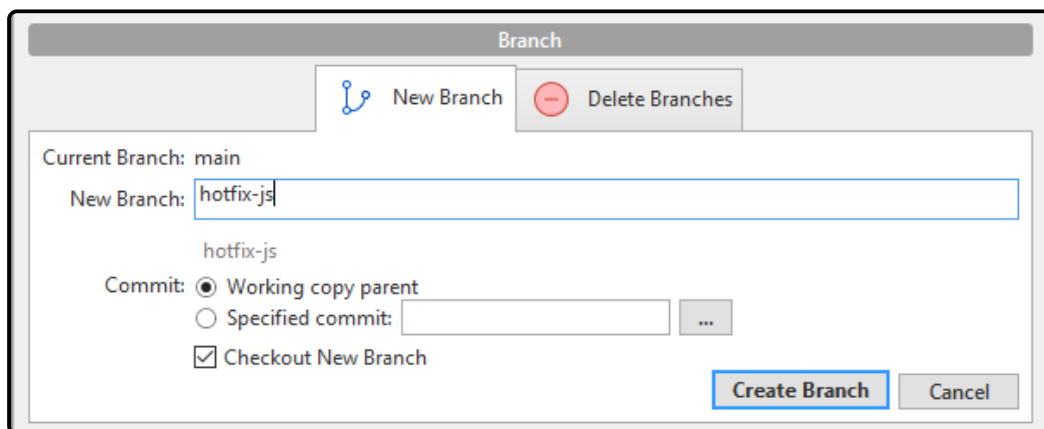 Branch
New Branch
Delete Branches
Current Branch: main
New Branch: hotfix-js
hotfix-js
Commit: Working copy parent
Specified commit: ...
Checkout New Branch
Create Branch Cancel